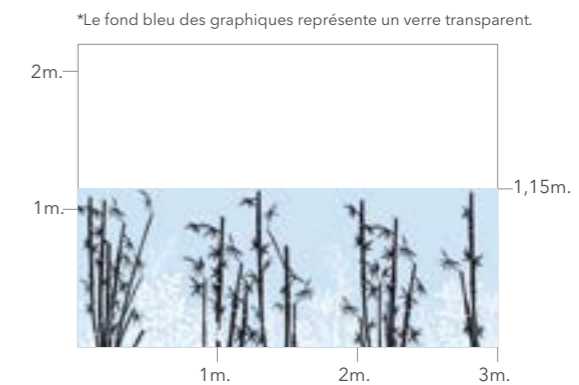 *Le fond bleu des graphiques représente un verre transparent.
2m.
1,15m.
1m.
1m. 2m. 3m.